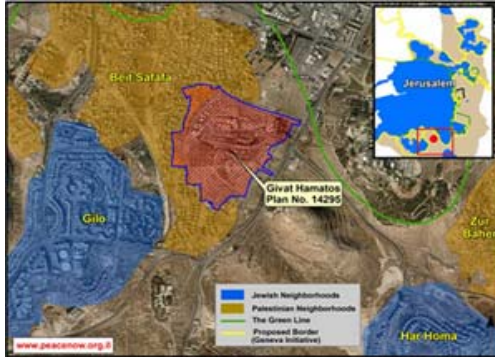 Beit Safafa
Jerusalem
Givat Hamatos
Plan No. 14295
Gilo
Zur
Baher
Jewish Neighborhoods
Palestinian Neighborhoods
The Green Line
Proposed Border
(Geneva Initiative)
Har Homa
www.peacenow.org.il